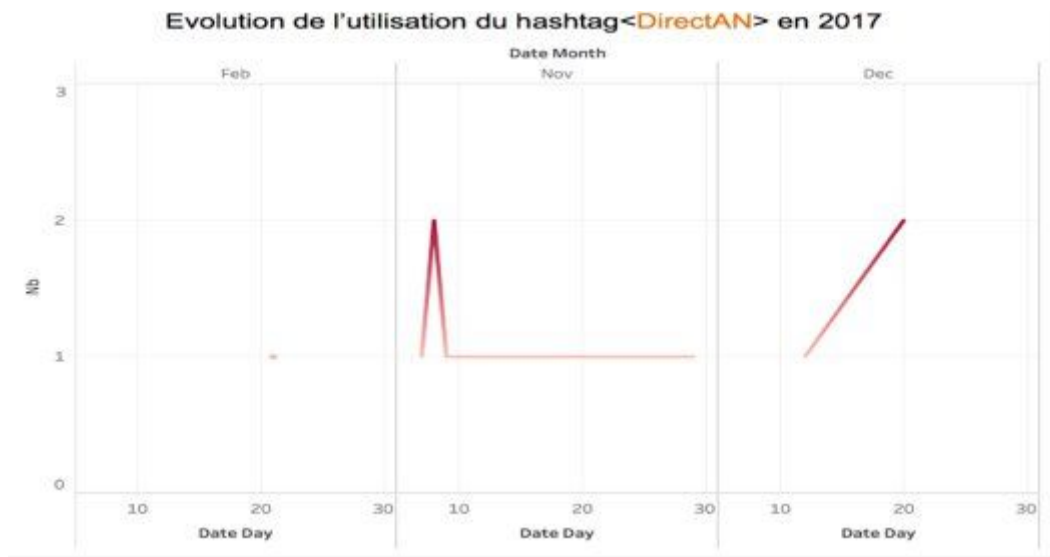 Evolution de l'utilisation du hashtag<DirectAN> en 2017
Date Month
Feb Nov Dec
3
2
Nb
1
0
10 20 30 10 20 30 10 20 30
Date Day Date Day Date Day